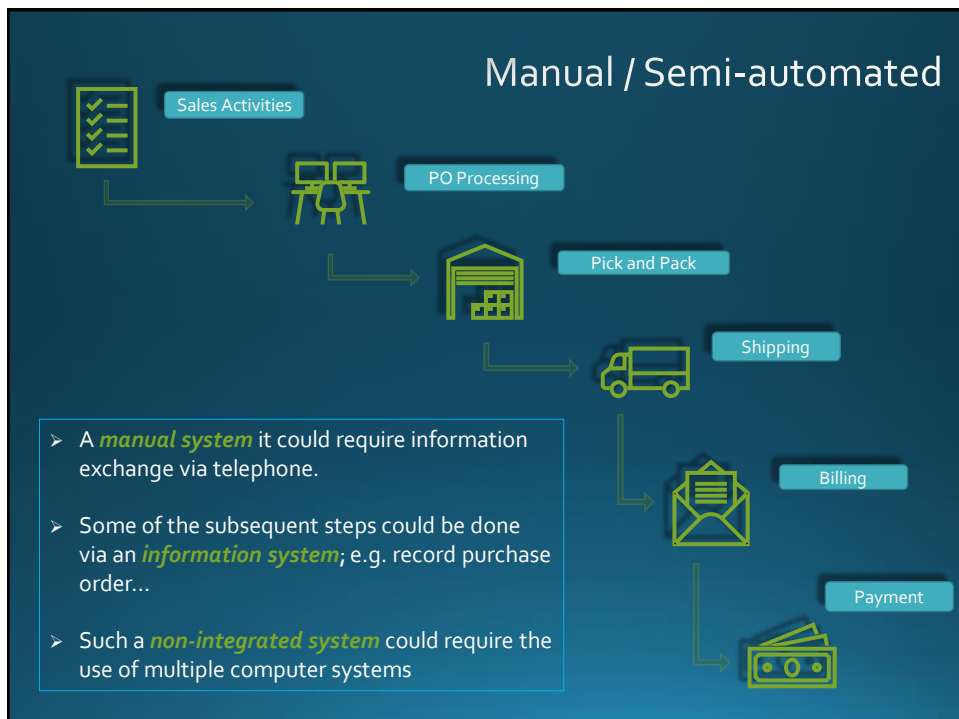 Manual / Semi-automated
Sales Activities
PO Processing
Pick and Pack
Shipping
➢ A manual system it could require information
exchange via telephone.
➢ Some of the subsequent steps could be done
via an information system; e.g. record purchase
order...
➢ Such a non-integrated system could require the
use of multiple computer systems
Billing
Payment